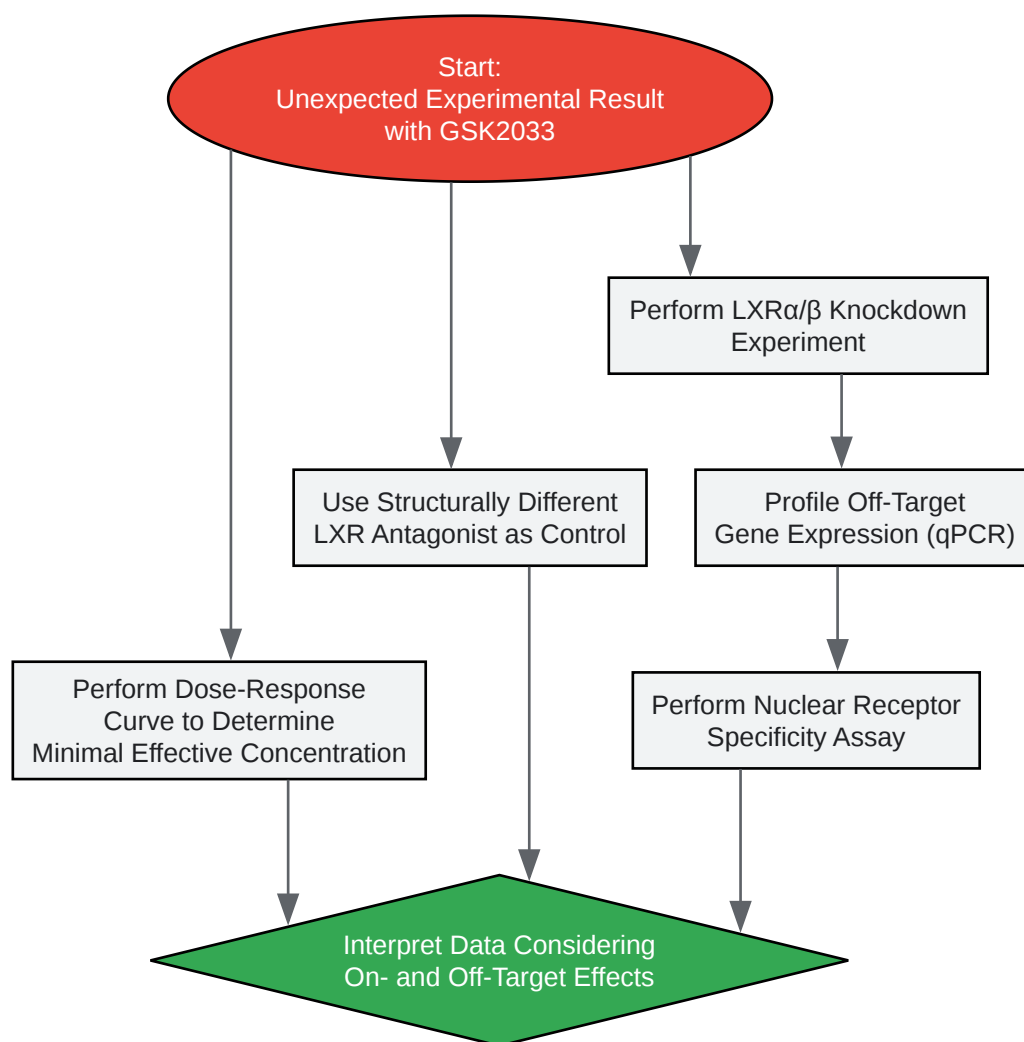 Start:
Unexpected Experimental Result
with GSK2033
Perform LXRα/β Knockdown
Experiment
Use Structurally Different
LXR Antagonist as Control
Profile Off-Target
Gene Expression (qPCR)
Perform Dose-Response
Curve to Determine
Minimal Effective Concentration
Perform Nuclear Receptor
Specificity Assay
Interpret Data Considering
On- and Off-Target Effects